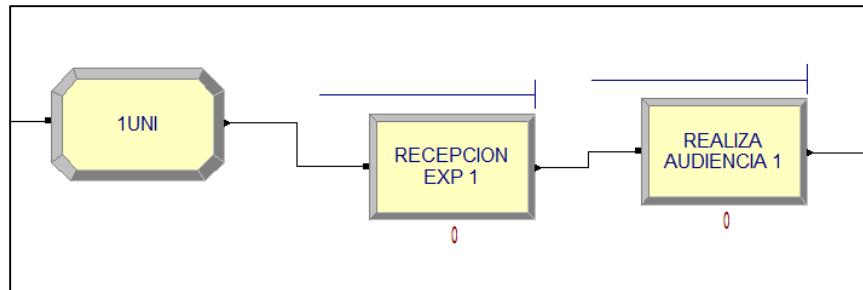 1UNI
RECEPCION
EXP 1
0
REALIZA
AUDIENCIA 1
0